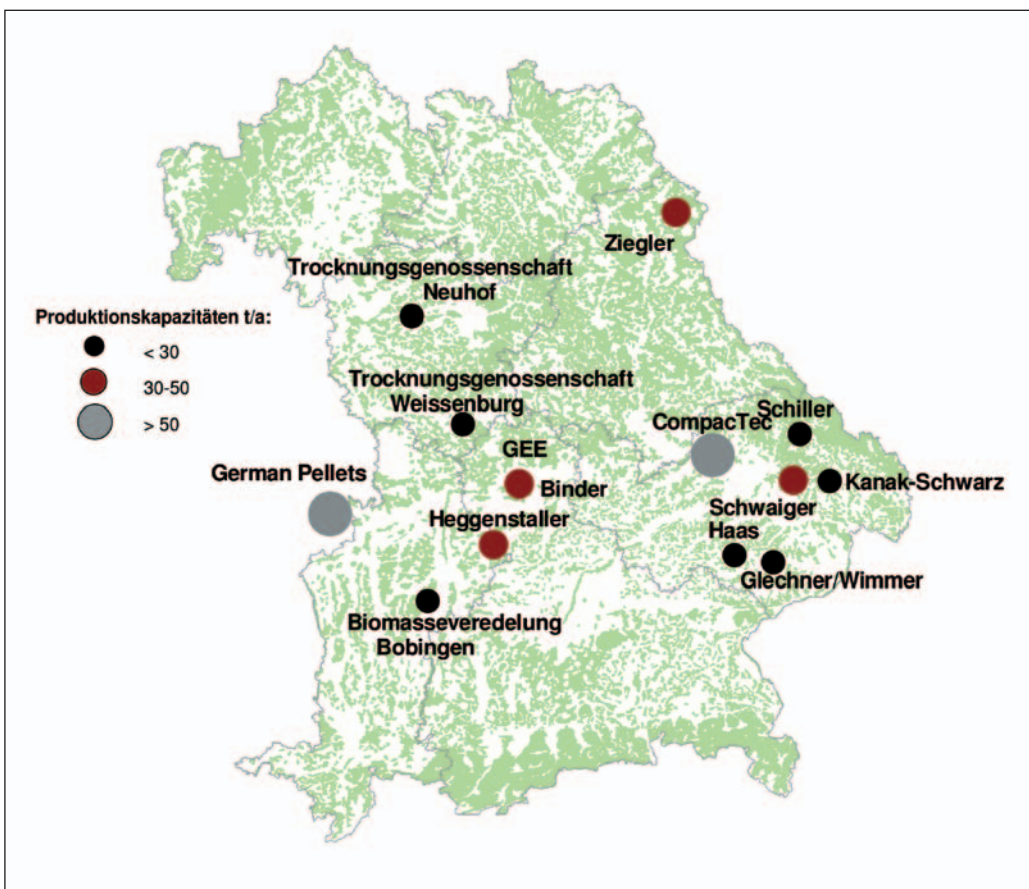 Ziegler
Trocknungsgenossenschaft
Neuhof
Produktionskapazitäten t/a:
< 30
30-50
> 50
Trocknungsgenossenschaft
Weissenburg
CompacTec
Schiller
GEE
Binder
German Pellets
Kanak-Schwarz
Schwaiger
Heggenstaller
Haas
Glechner/Wimmer
Biomasseveredelung
Bobingen